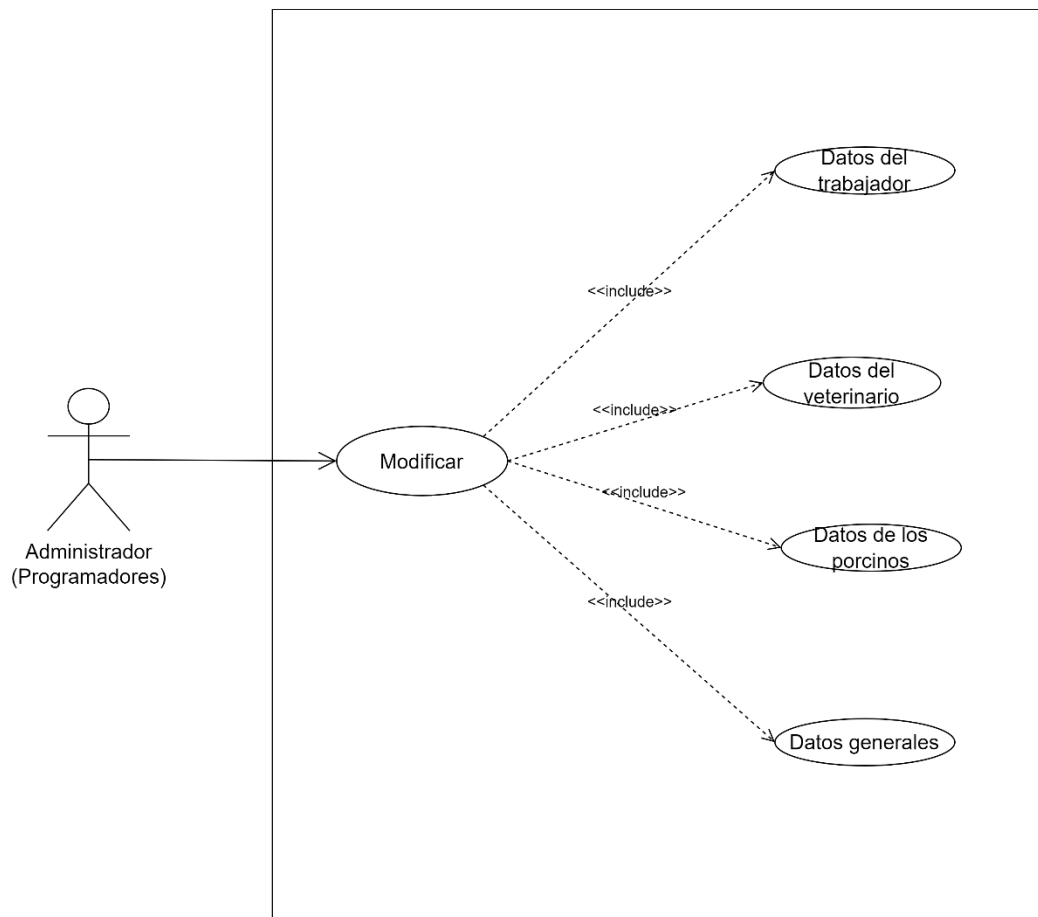 Datos del
trabajador
<<include>>
Datos del
veterinario
<<include>>
Modificar
<<include>>
Datos de los
porcinos
Administrador
(Programadores)
<<include>>
Datos generales